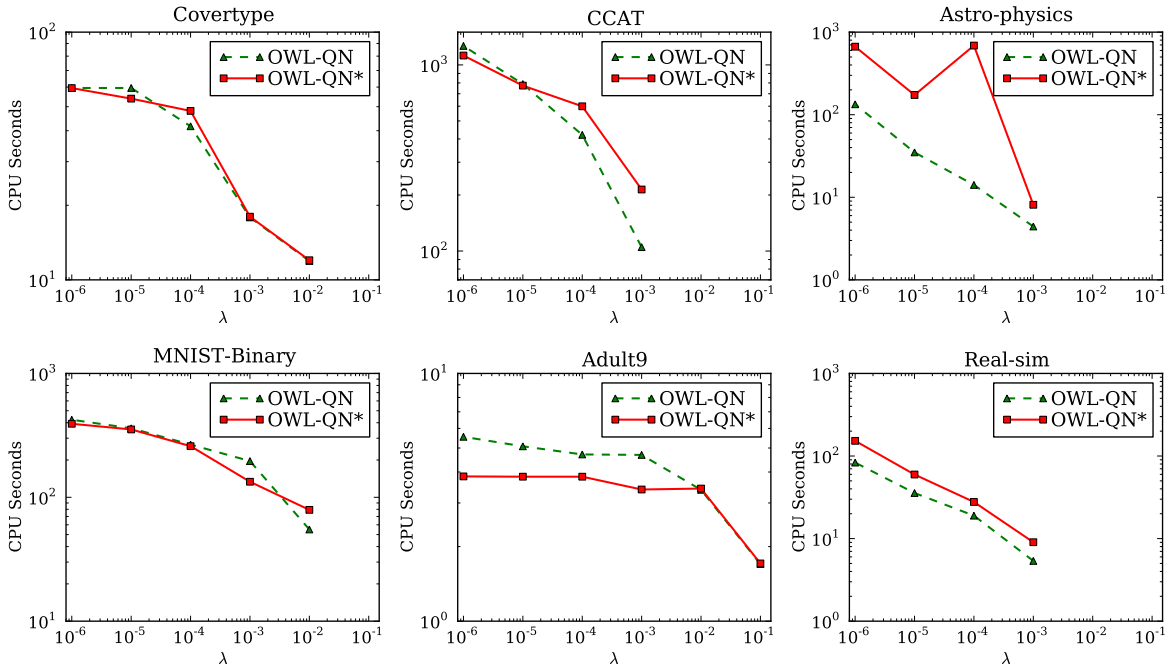 Covertype
10^2
10^1
CPU Seconds
OWL-QN
OWL-QN*
10^-6
10^-5
10^-4
10^-3
10^-2
10^-1
λ
CCAT
10^3
10^2
CPU Seconds
OWL-QN
OWL-QN*
10^-6
10^-5
10^-4
10^-3
10^-2
10^-1
λ
Astro-physics
10^3
10^2
10^1
10^0
CPU Seconds
OWL-QN
OWL-QN*
10^-6
10^-5
10^-4
10^-3
10^-2
10^-1
λ
MNIST-Binary
10^3
10^2
10^1
CPU Seconds
OWL-QN
OWL-QN*
10^-6
10^-5
10^-4
10^-3
10^-2
10^-1
λ
Adult9
10^1
10^0
CPU Seconds
OWL-QN
OWL-QN*
10^-6
10^-5
10^-4
10^-3
10^-2
10^-1
λ
Real-sim
10^3
10^2
10^1
10^0
CPU Seconds
OWL-QN
OWL-QN*
10^-6
10^-5
10^-4
10^-3
10^-2
10^-1
λ